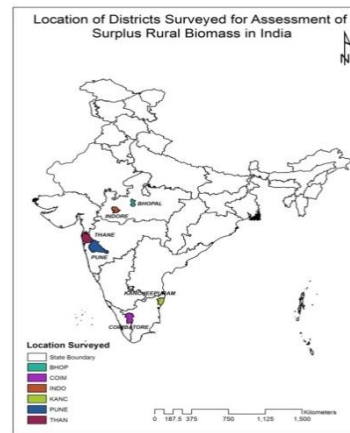 Location of Districts Surveyed for Assessment of
Surplus Rural Biomass in India
N
BHOPAL
INDORE
THANE
PUNE
KANCHEEPURAM
COIMBATORE
Location Surveyed
State Boundary
BHOP
COIM
INDO
KANC
PUNE
THAN
Kilometers
0 187.5 375 750 1,125 1,500